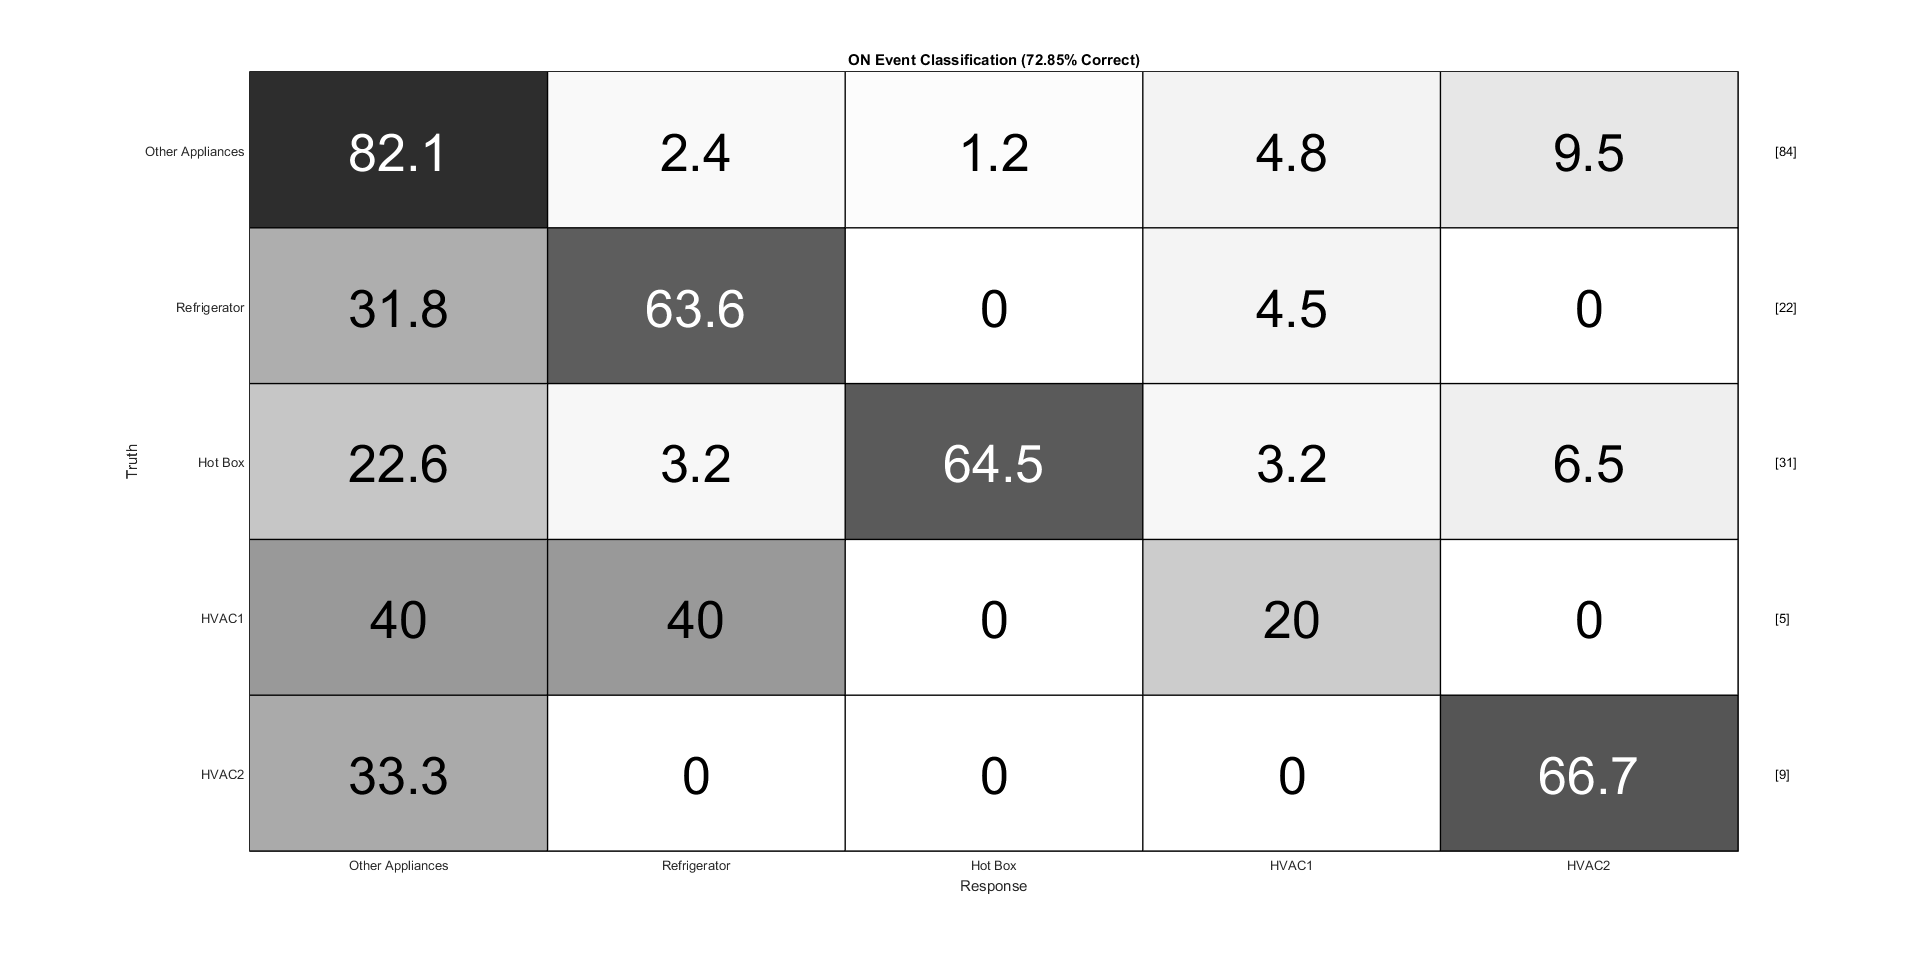 ON Event Classification (72.85% Correct)
Other Appliances 82.1 2.4 1.2 4.8 9.5 [84]
Refrigerator 31.8 63.6 0 4.5 0 [22]
Truth
Hot Box 22.6 3.2 64.5 3.2 6.5 [31]
HVAC1 40 40 0 20 0 [5]
HVAC2 33.3 0 0 0 66.7 [9]
Other Appliances Refrigerator Hot Box HVAC1 HVAC2
Response